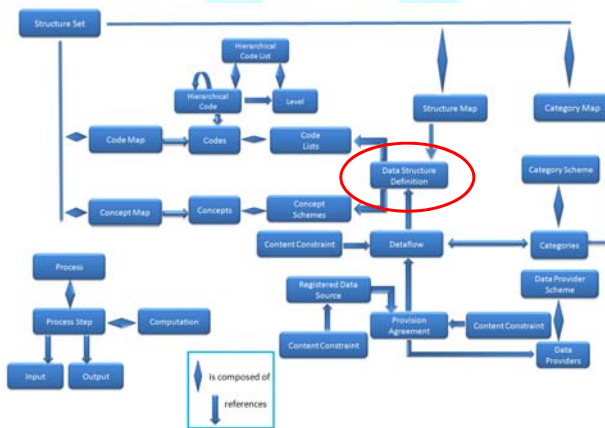 Structure Set
Hierarchical
Code List
Hierarchical
Code
Level
Structure Map
Category Map
Code Map
Codes
Code
Lists
Data Structure
Definition
Category Scheme
Concept Map
Concepts
Concept
Schemes
Content Constraint
Dataflow
Categories
Process
Registered Data
Source
Data Provider
Scheme
Process Step
Computation
Provision
Agreement
Content Constraint
Content Constraint
Data
Providers
Input
Output
Is composed of
references